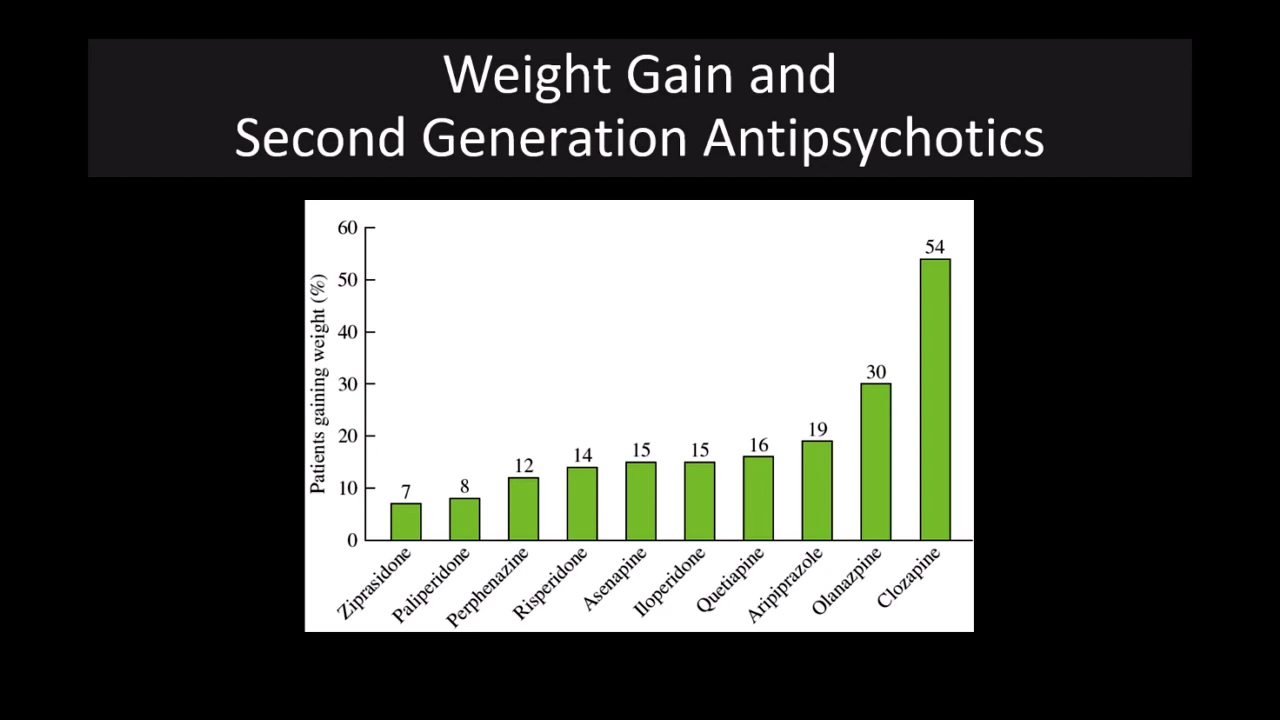 Weight Gain and
Second Generation Antipsychotics
Patients gaining weight (%)
60
50
40
30
20
10
0
7
8
12
14
15
15
16
19
30
54
Ziprasidone
Paliperidone
Perphenazine
Risperidone
Asenapine
Iloperidone
Quetiapine
Aripiprazole
Olanazpine
Clozapine